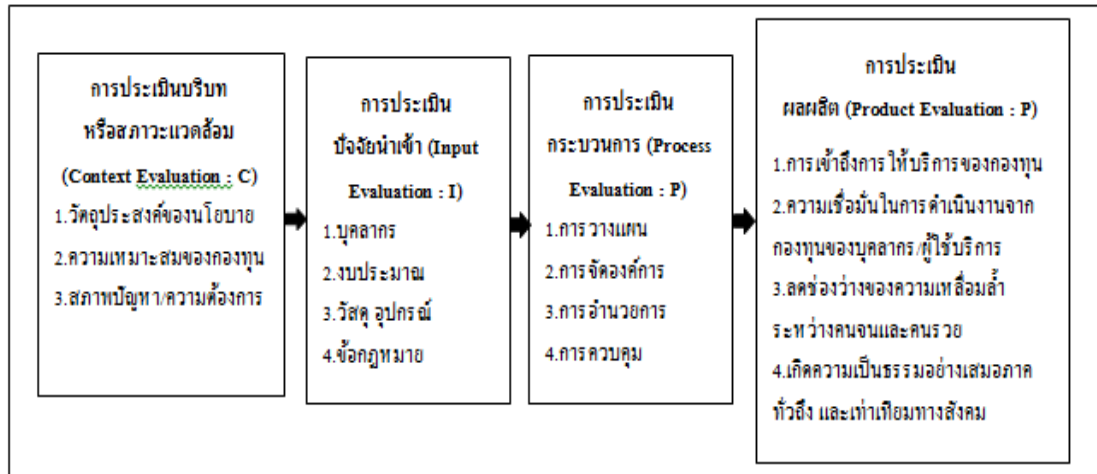 การประเมินบริบท
หรือสภาวะแวดล้อม
(Context Evaluation : C)
1.วัตถุประสงค์ของนโยบาย
2.ความเหมาะสมของกองทุน
3.สภาพปัญหา/ความต้องการ
การประเมิน
ปัจจัยนำเข้า (Input
Evaluation : I)
1.บุคลากร
2.งบประมาณ
3.วัสดุ อุปกรณ์
4.ข้อกฎหมาย
การประเมิน
กระบวนการ (Process
Evaluation : P)
1.การวางแผน
2.การจัดองค์การ
3.การอำนวยการ
4.การควบคุม
การประเมิน
ผลผลิต (Product Evaluation : P)
1.การเข้าถึงการให้บริการของกองทุน
2.ความเชื่อมั่นในการดำเนินงานจาก
กองทุนของบุคลากร/ผู้ใช้บริการ
3.ลดช่องว่างของความเหลื่อมล้ำ
ระหว่างคนจนและคนรวย
4.เกิดความเป็นธรรมอย่างเสมอภาค
ทั่วถึง และเท่าเทียมทางสังคม